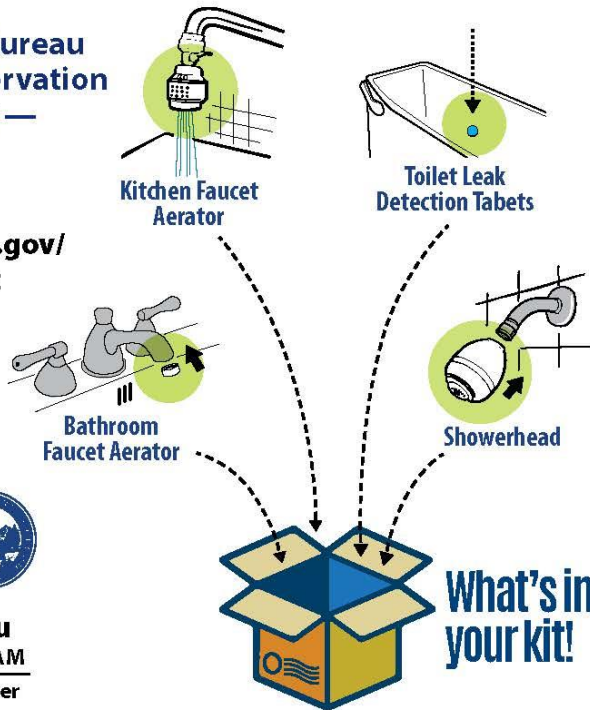 ureau
ervation
Kitchen Faucet
Aerator
Toilet Leak
Detection Tabets
.gov/
Bathroom
Faucet Aerator
Showerhead
What's in
your kit!
u
AM
er